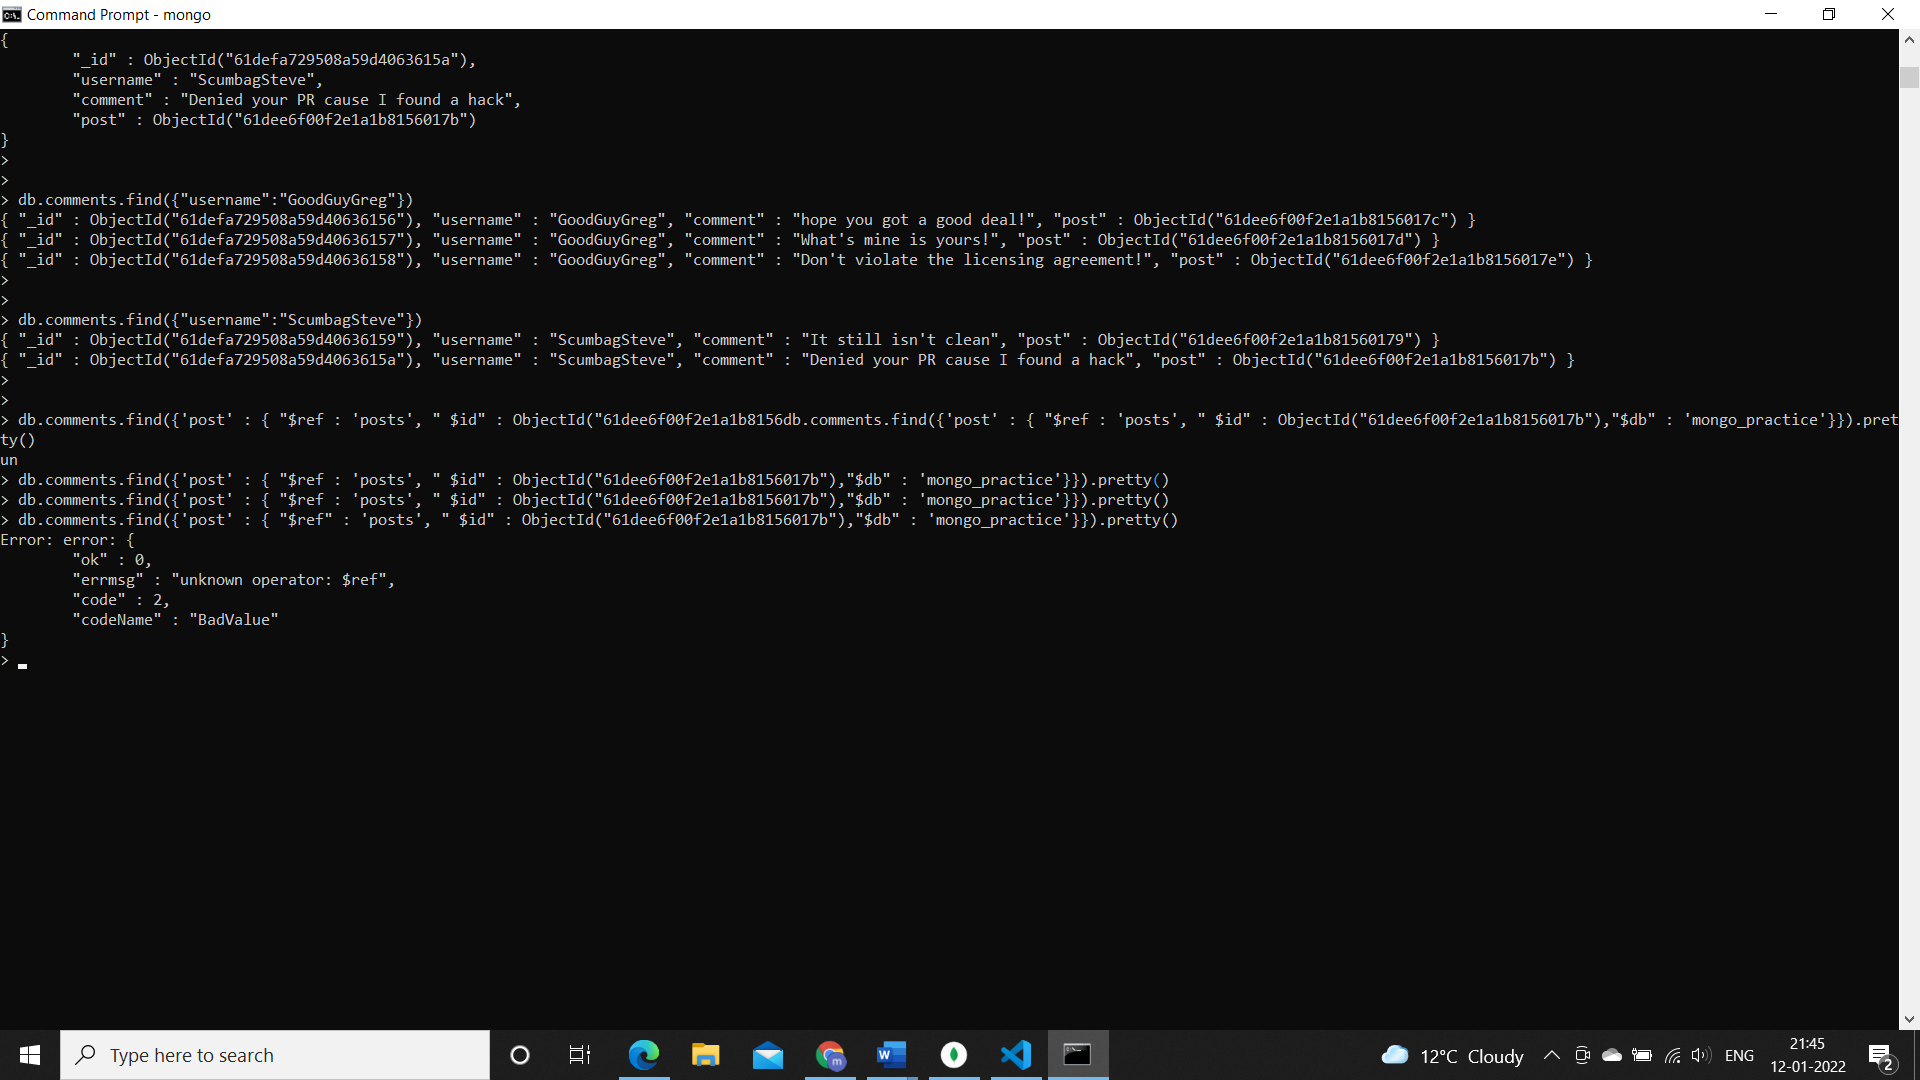 Command Prompt - mongo
{
"_id" : ObjectId("61defa729508a59d4063615a"),
"username" : "ScumbagSteve",
"comment" : "Denied your PR cause I found a hack",
"post" : ObjectId("61dee6f00f2e1a1b8156017b")
}
>
>
> db.comments.find({"username":"GoodGuyGreg"})
{ "_id" : ObjectId("61defa729508a59d40636156"), "username" : "GoodGuyGreg", "comment" : "hope you got a good deal!", "post" : ObjectId("61dee6f00f2e1a1b8156017c") }
{ "_id" : ObjectId("61defa729508a59d40636157"), "username" : "GoodGuyGreg", "comment" : "What's mine is yours!", "post" : ObjectId("61dee6f00f2e1a1b8156017d") }
{ "_id" : ObjectId("61defa729508a59d40636158"), "username" : "GoodGuyGreg", "comment" : "Don't violate the licensing agreement!", "post" : ObjectId("61dee6f00f2e1a1b8156017e") }
>
>
> db.comments.find({"username":"ScumbagSteve"})
{ "_id" : ObjectId("61defa729508a59d40636159"), "username" : "ScumbagSteve", "comment" : "It still isn't clean", "post" : ObjectId("61dee6f00f2e1a1b81560179") }
{ "_id" : ObjectId("61defa729508a59d4063615a"), "username" : "ScumbagSteve", "comment" : "Denied your PR cause I found a hack", "post" : ObjectId("61dee6f00f2e1a1b8156017b") }
>
>
> db.comments.find({'post' : { "$ref : 'posts', " $id" : ObjectId("61dee6f00f2e1a1b8156db.comments.find({'post' : { "$ref : 'posts', " $id" : ObjectId("61dee6f00f2e1a1b8156017b"),"$db" : 'mongo_practice'}}).pret
ty()
un
> db.comments.find({'post' : { "$ref : 'posts', " $id" : ObjectId("61dee6f00f2e1a1b8156017b"),"$db" : 'mongo_practice'}}).pretty()
> db.comments.find({'post' : { "$ref : 'posts', " $id" : ObjectId("61dee6f00f2e1a1b8156017b"),"$db" : 'mongo_practice'}}).pretty()
> db.comments.find({'post' : { "$ref" : 'posts', " $id" : ObjectId("61dee6f00f2e1a1b8156017b"),"$db" : 'mongo_practice'}}).pretty()
Error: error: {
"ok" : 0,
"errmsg" : "unknown operator: $ref",
"code" : 2,
"codeName" : "BadValue"
}
>
Type here to search
12°C Cloudy
ENG
21:45
12-01-2022
2